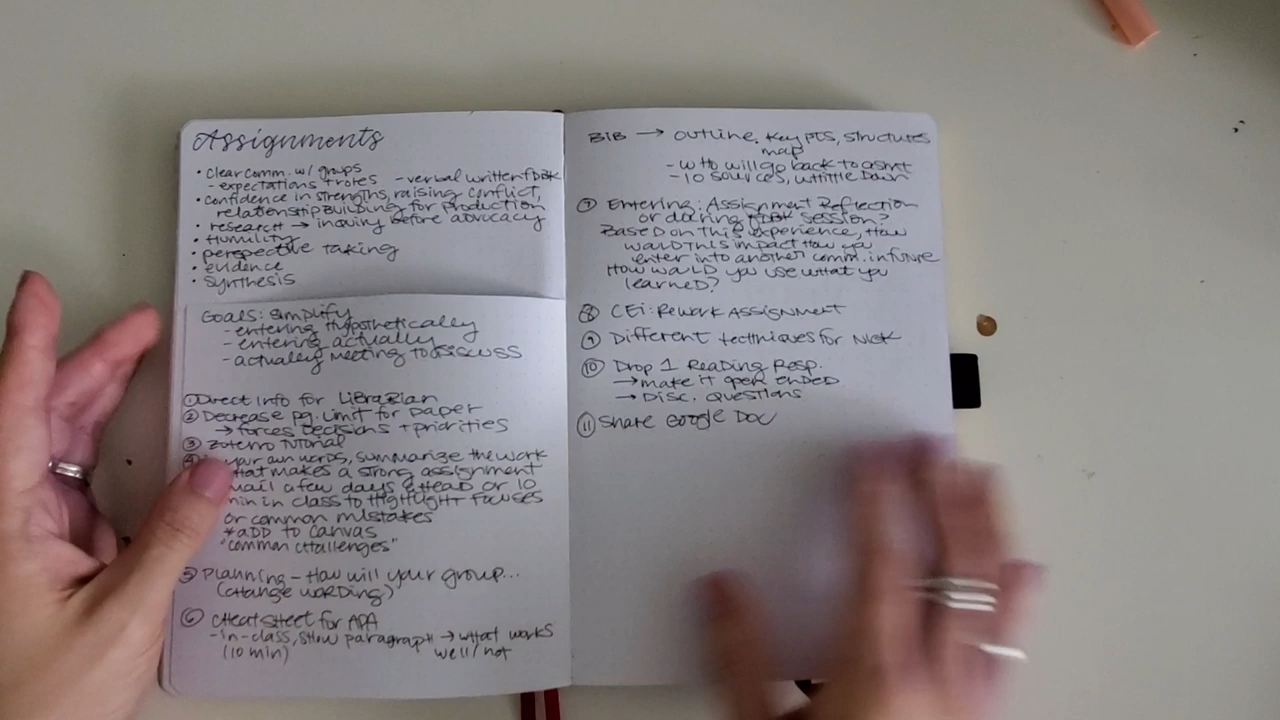 Assignments
• clear comm. w/ groups
- expectations + roles - verbal written fdbk
• confidence in strengths, raising conflict,
relationship building for production
• research → inquiry before advocacy
• Humility
• perspective taking
• evidence
• synthesis
Goals: simplify
- entering hypothetically
- entering actually
- actually meeting to discuss
① Direct info for Librarian
② Decrease pg. limit for paper
→ forces decisions + priorities
③ Zotero tutorial
④ your own words, summarize the work
what makes a strong assignment
a few days ahead or 10
min in class to highlight focuses
or common mistakes
*add to canvas
"common challenges"
⑤ Planning - How will your group...
(change wording)
⑥ cheat sheet for APA
- in-class, show paragraph → what works
(10 min) well/not
BIB → outline, key pts, structures
map
- who will go back to asmt
- 10 sources, whittle down
⑦ Entering: Assignment Reflection
or during fdbk session?
Based on this experience, how
would this impact how you
enter into another comm. in future
How would you use what you
learned?
⑧ CEI: Rework Assignment
⑨ Different techniques for
⑩ Drop 1 Reading Resp.
→ make it open ended
→ Disc. questions
⑪ Share Google Doc